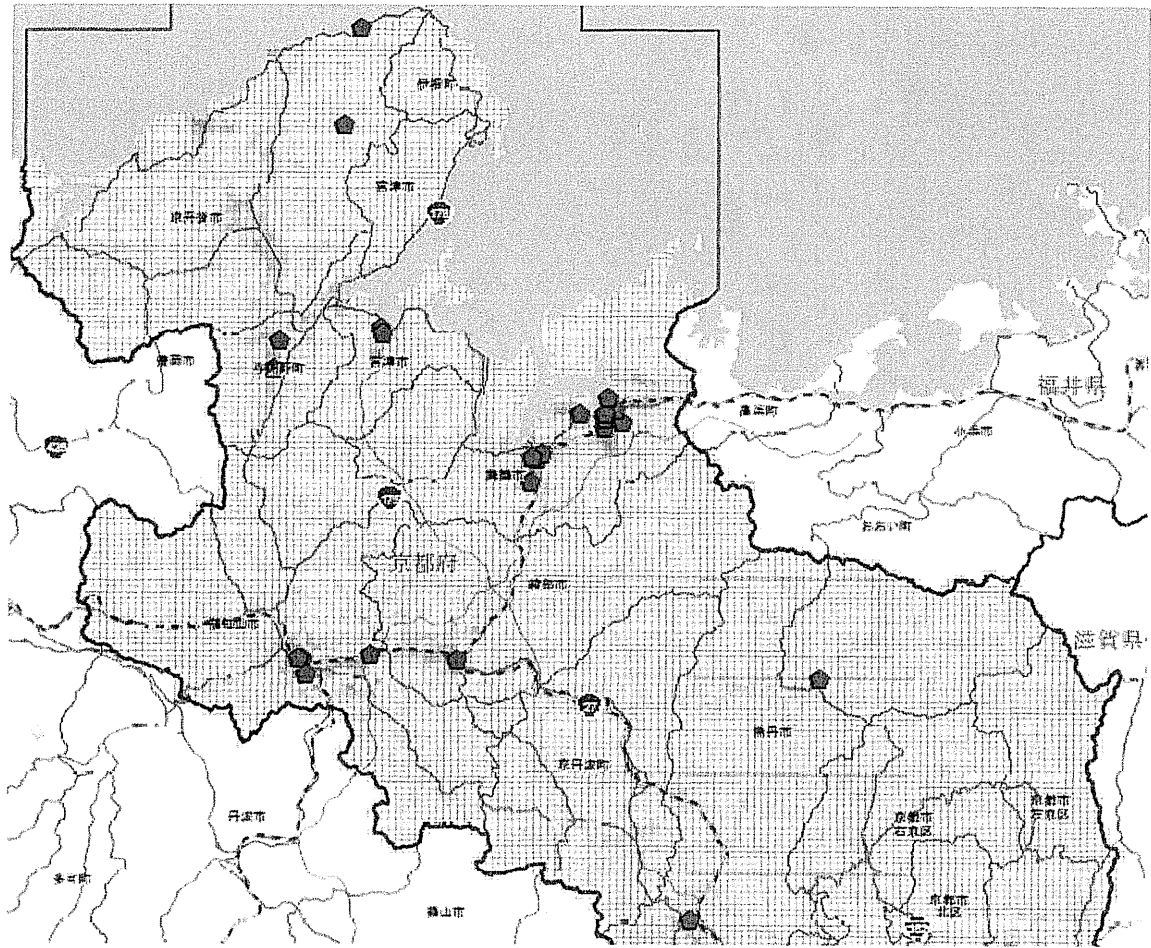 伊根町
宮津市
京丹後市
豊岡市
与謝野町
宮津市
福井県
高浜町
小浜市
舞鶴市
おおい町
京都府
綾部市
福知山市
滋賀県
南丹市
京丹波町
京都市
左京区
京都市
右京区
丹波市
多可町
篠山市
京都市
北区